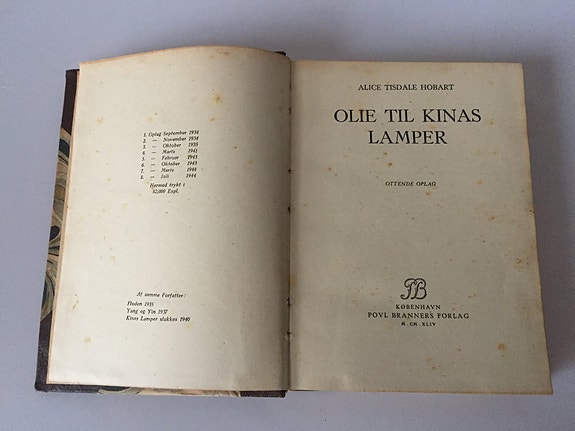 1. Oplag September 1934
2. — November 1934
3. — Oktober 1935
4. — Marts 1941
5. — Februar 1943
6. — Oktober 1943
7. — Marts 1944
8. — Juli 1944
Hermed trykt i
32,000 Expl.
Af samme Forfatter:
Floden 1935
Yang og Yin 1937
Kinas Lamper slukkes 1940
ALICE TISDALE HOBART
OLIE TIL KINAS
LAMPER
OTTENDE OPLAG
PB
KØBENHAVN
POVL BRANNERS FORLAG
M. CM. XLIV